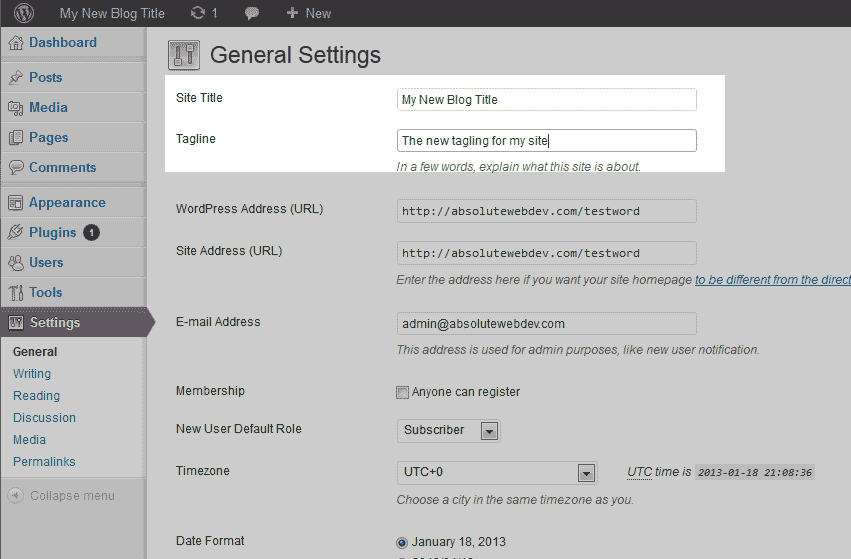 My New Blog Title 1 New
Dashboard
Posts
Media
Pages
Comments
Appearance
Plugins 1
Users
Tools
Settings
General
Writing
Reading
Discussion
Media
Permalinks
Collapse menu
General Settings
Site Title My New Blog Title
Tagline The new tagling for my site
In a few words, explain what this site is about.
WordPress Address (URL) http://absolutewebdev.com/testword
Site Address (URL) http://absolutewebdev.com/testword
Enter the address here if you want your site homepage to be different from the direct
E-mail Address admin@absolutewebdev.com
This address is used for admin purposes, like new user notification.
Membership Anyone can register
New User Default Role Subscriber
Timezone UTC+0 UTC time is 2013-01-18 21:08:36
Choose a city in the same timezone as you.
Date Format January 18, 2013